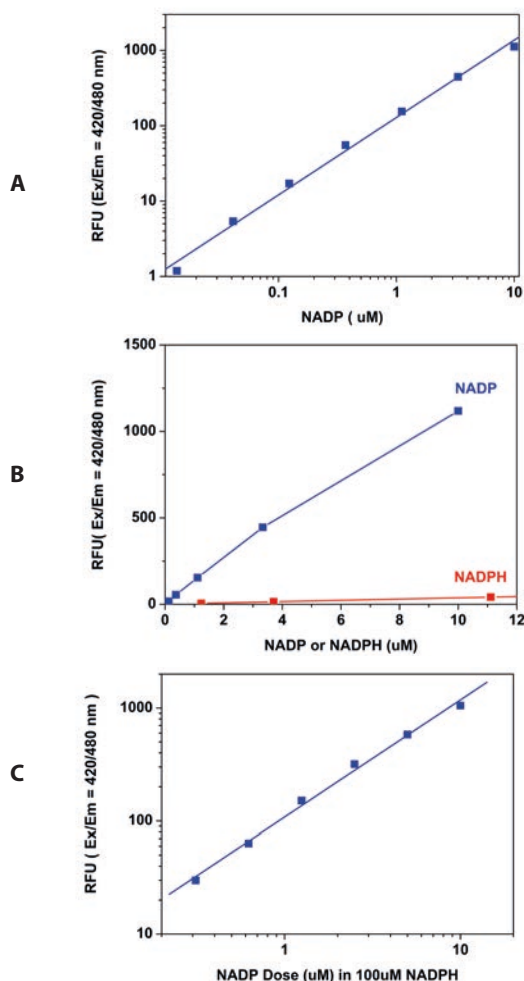 A
RFU (Ex/Em = 420/480 nm)
1000
100
10
1
0.1
1
10
NADP ( uM)
B
RFU( Ex/Em = 420/480 nm)
1500
1000
500
0
NADP
NADPH
0
2
4
6
8
10
12
NADP or NADPH (uM)
C
RFU ( Ex/Em = 420/480 nm )
1000
100
10
1
10
NADP Dose (uM) in 100uM NADPH